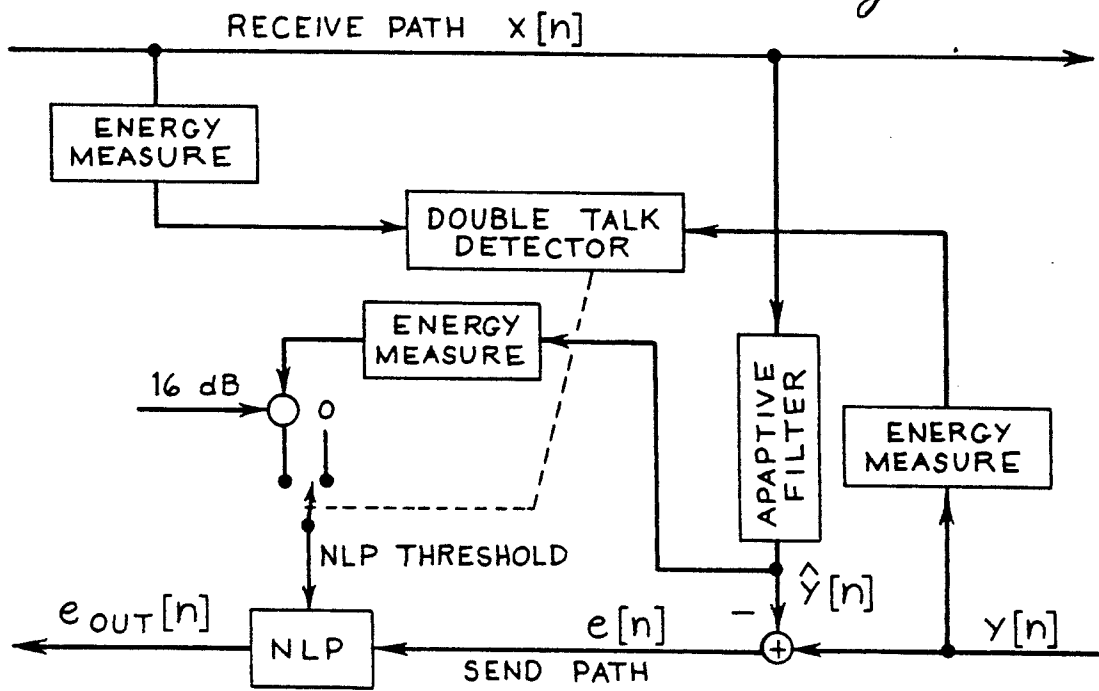 RECEIVE PATH x[n]
ENERGY
MEASURE
DOUBLE TALK
DETECTOR
ENERGY
MEASURE
16 dB
0
APAPTIVE
FILTER
ENERGY
MEASURE
NLP THRESHOLD
ŷ[n]
−
e OUT[n]
NLP
e[n]
+
y[n]
SEND PATH